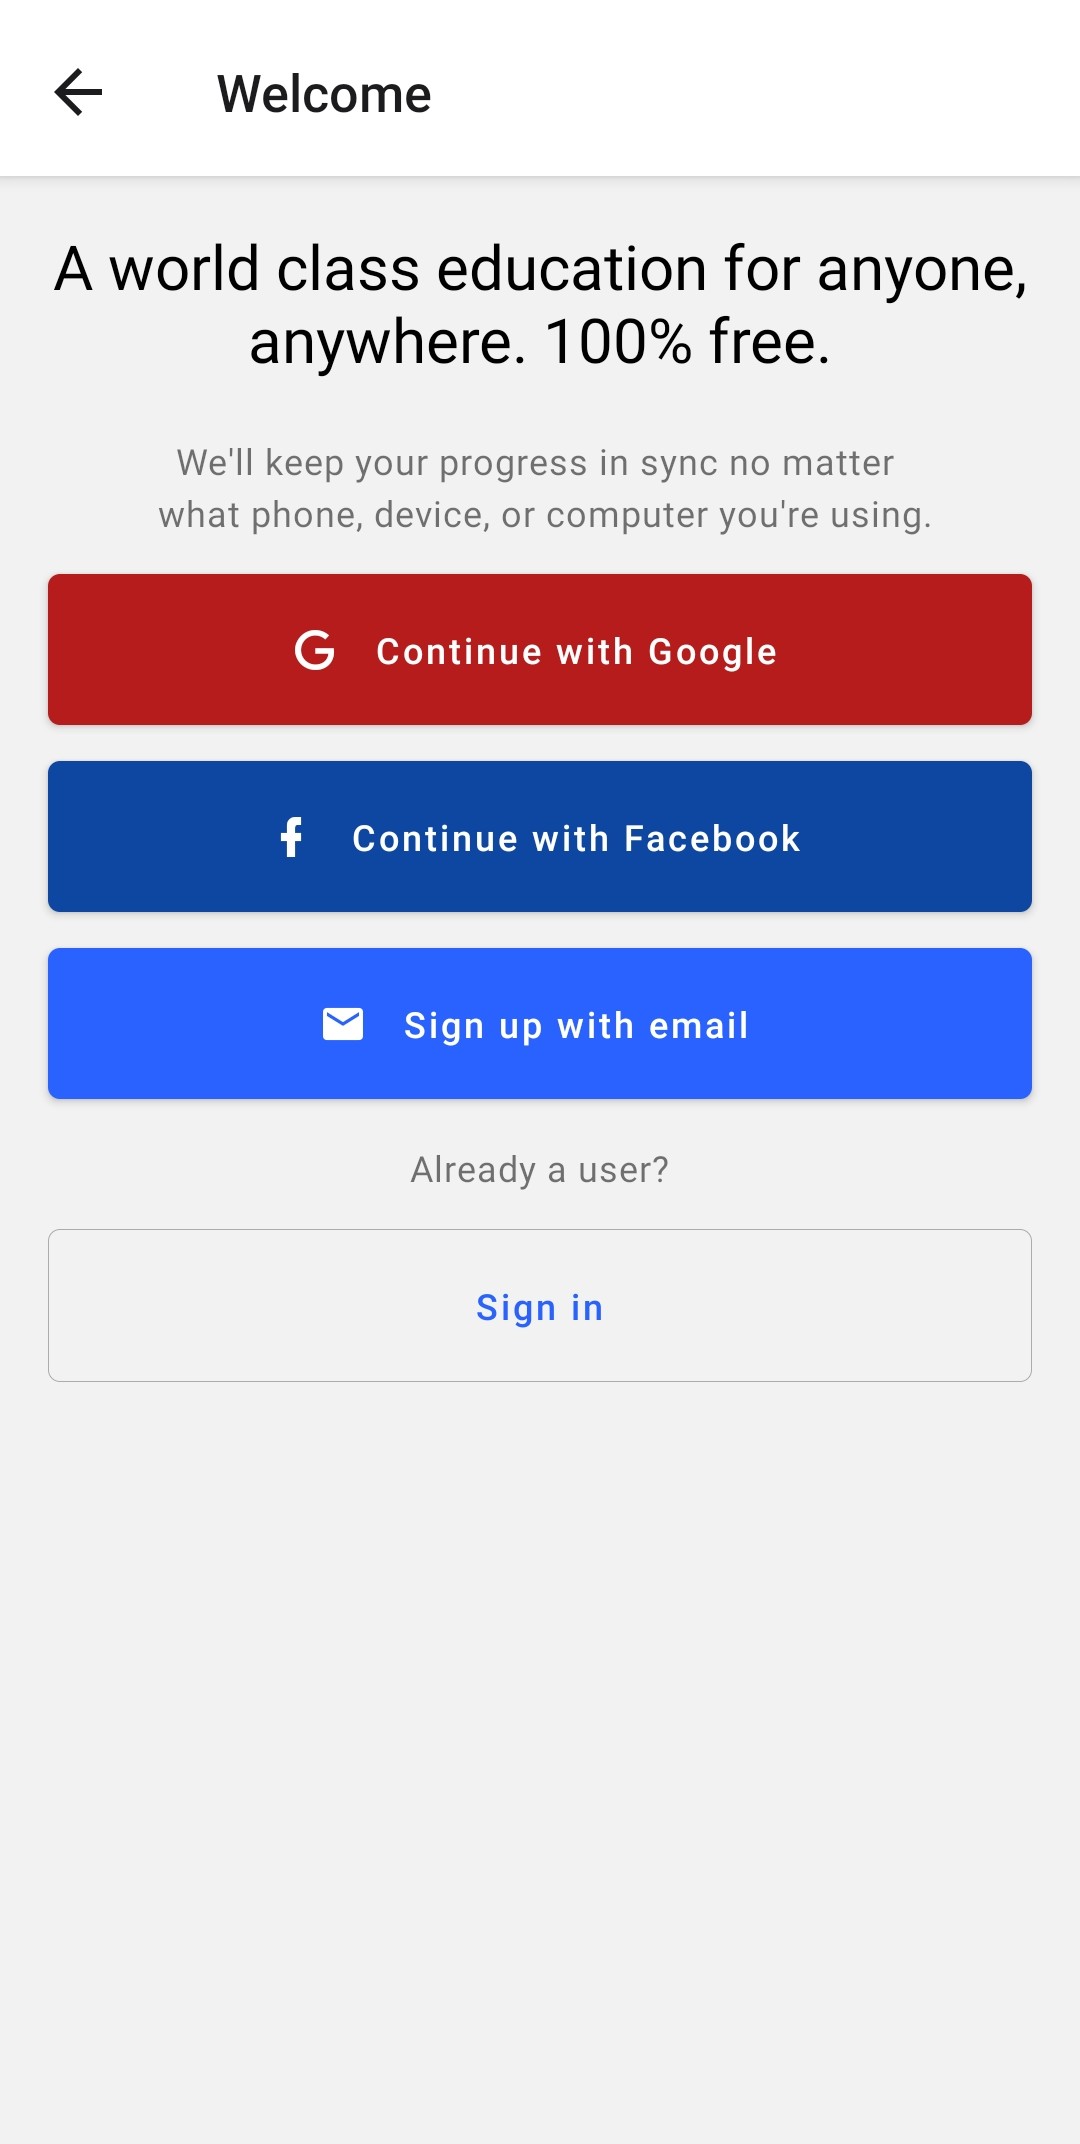 Welcome
A world class education for anyone,
anywhere. 100% free.
We'll keep your progress in sync no matter
what phone, device, or computer you're using.
Continue with Google
Continue with Facebook
Sign up with email
Already a user?
Sign in